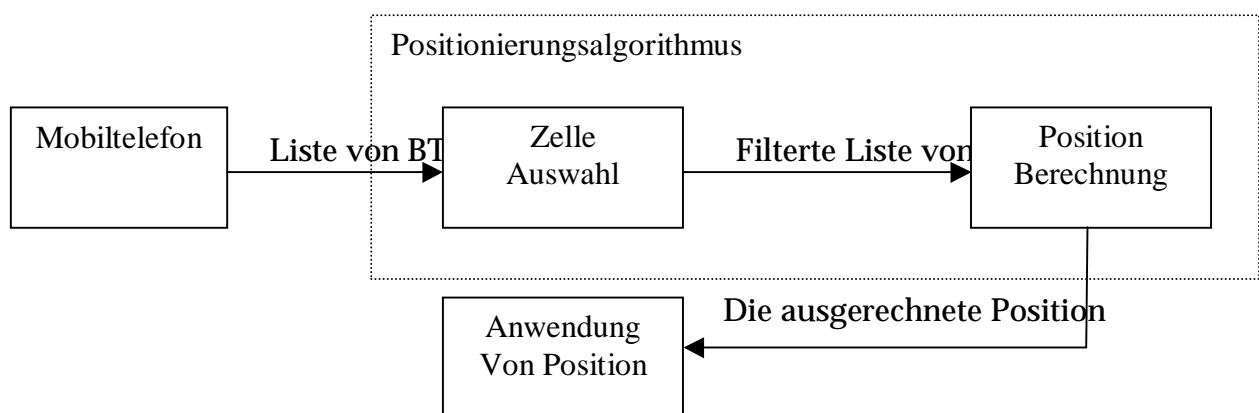 Positionierungsalgorithmus
Mobiltelefon
Liste von BT
Zelle
Auswahl
Filterte Liste von
Position
Berechnung
Die ausgerechnete Position
Anwendung
Von Position